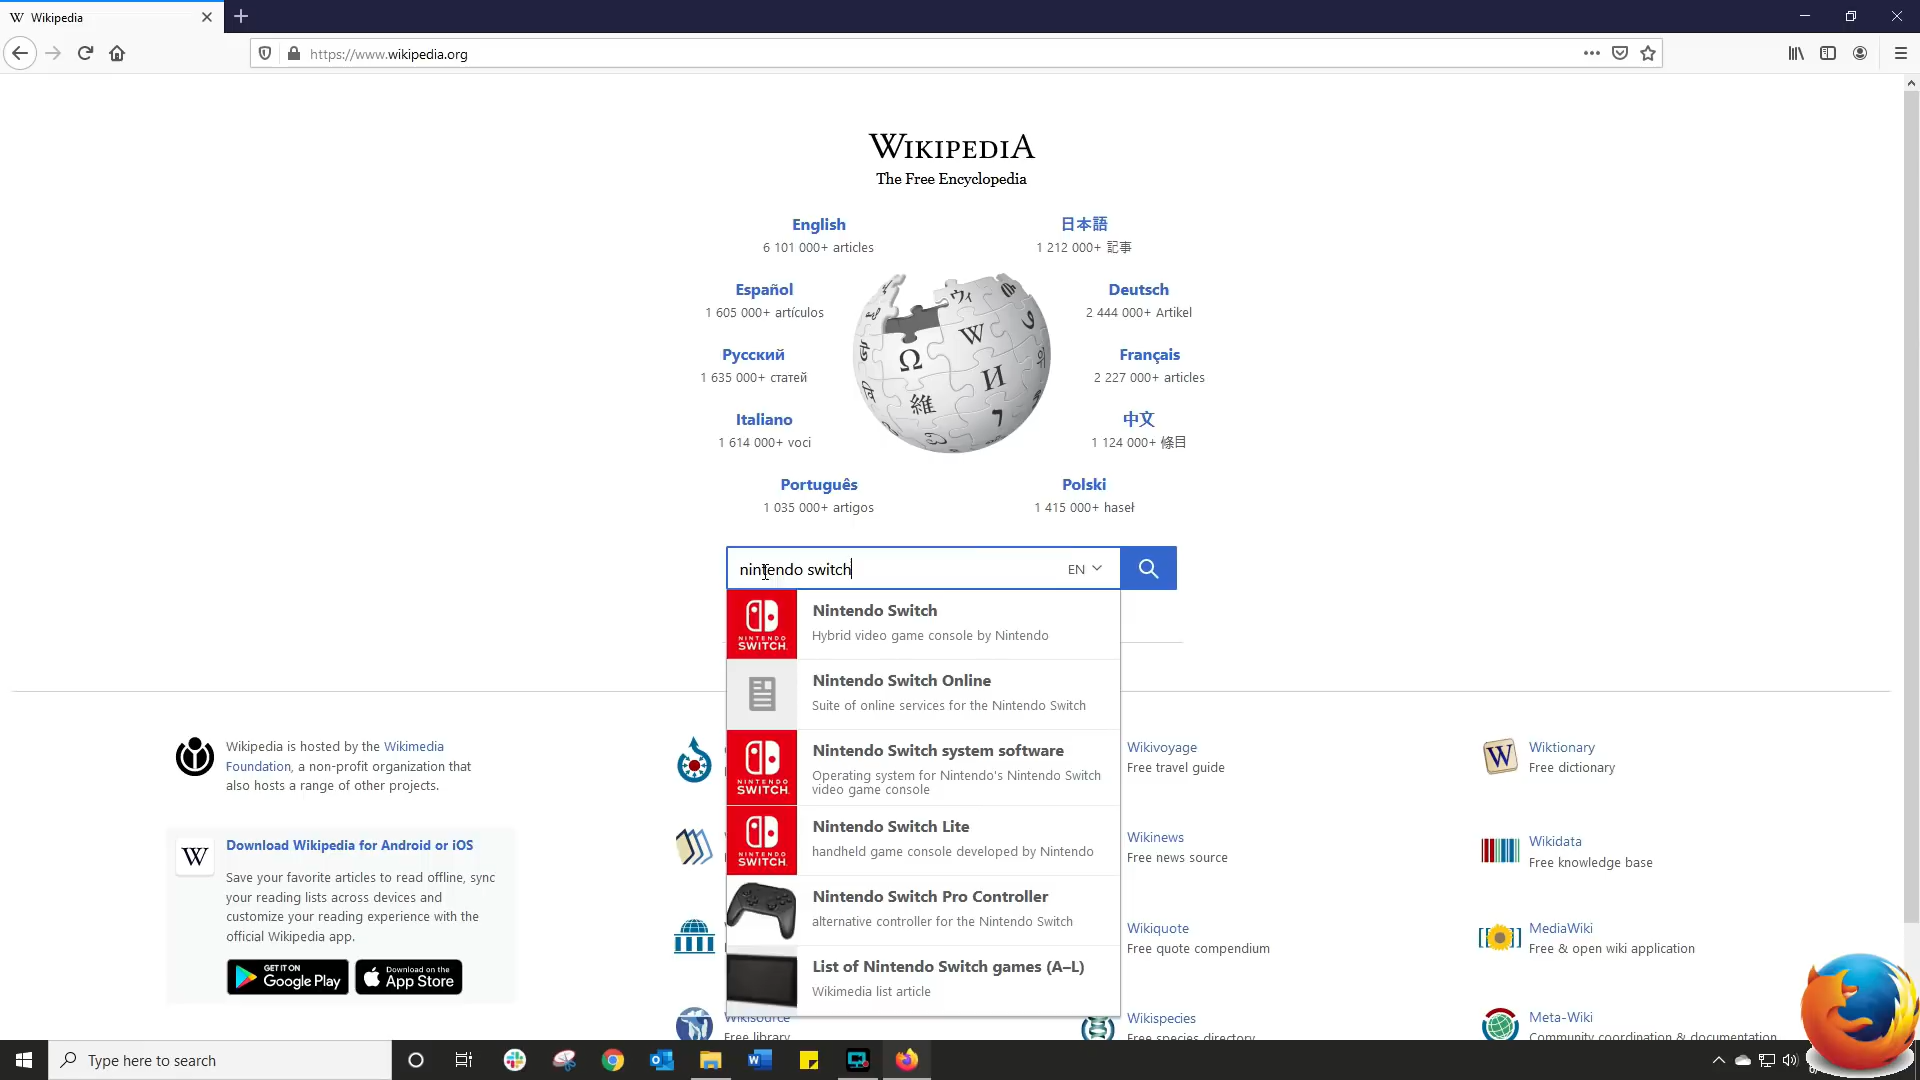 Wikipedia
https://www.wikipedia.org
WIKIPEDIA
The Free Encyclopedia
English
6 101 000+ articles
日本語
1 212 000+ 記事
Español
1 605 000+ artículos
Deutsch
2 444 000+ Artikel
Русский
1 635 000+ статей
Français
2 227 000+ articles
Italiano
1 614 000+ voci
中文
1 124 000+ 條目
Português
1 035 000+ artigos
Polski
1 415 000+ haseł
Ω
W
И
維
ウィ
nintendo switch
EN
NINTENDO
SWITCH
Nintendo Switch
Hybrid video game console by Nintendo
Nintendo Switch Online
Suite of online services for the Nintendo Switch
NINTENDO
SWITCH
Nintendo Switch system software
Operating system for Nintendo's Nintendo Switch
video game console
NINTENDO
SWITCH
Nintendo Switch Lite
handheld game console developed by Nintendo
Nintendo Switch Pro Controller
alternative controller for the Nintendo Switch
List of Nintendo Switch games (A–L)
Wikimedia list article
Wikipedia is hosted by the Wikimedia
Foundation, a non-profit organization that
also hosts a range of other projects.
W
Download Wikipedia for Android or iOS
Save your favorite articles to read offline, sync
your reading lists across devices and
customize your reading experience with the
official Wikipedia app.
GET IT ON
Google Play
Download on the
App Store
Wikisource
Free library
Wikivoyage
Free travel guide
Wikinews
Free news source
Wikiquote
Free quote compendium
Wikispecies
Free species directory
W
Wiktionary
Free dictionary
Wikidata
Free knowledge base
MediaWiki
Free & open wiki application
Meta-Wiki
Community coordination & documentation
Type here to search